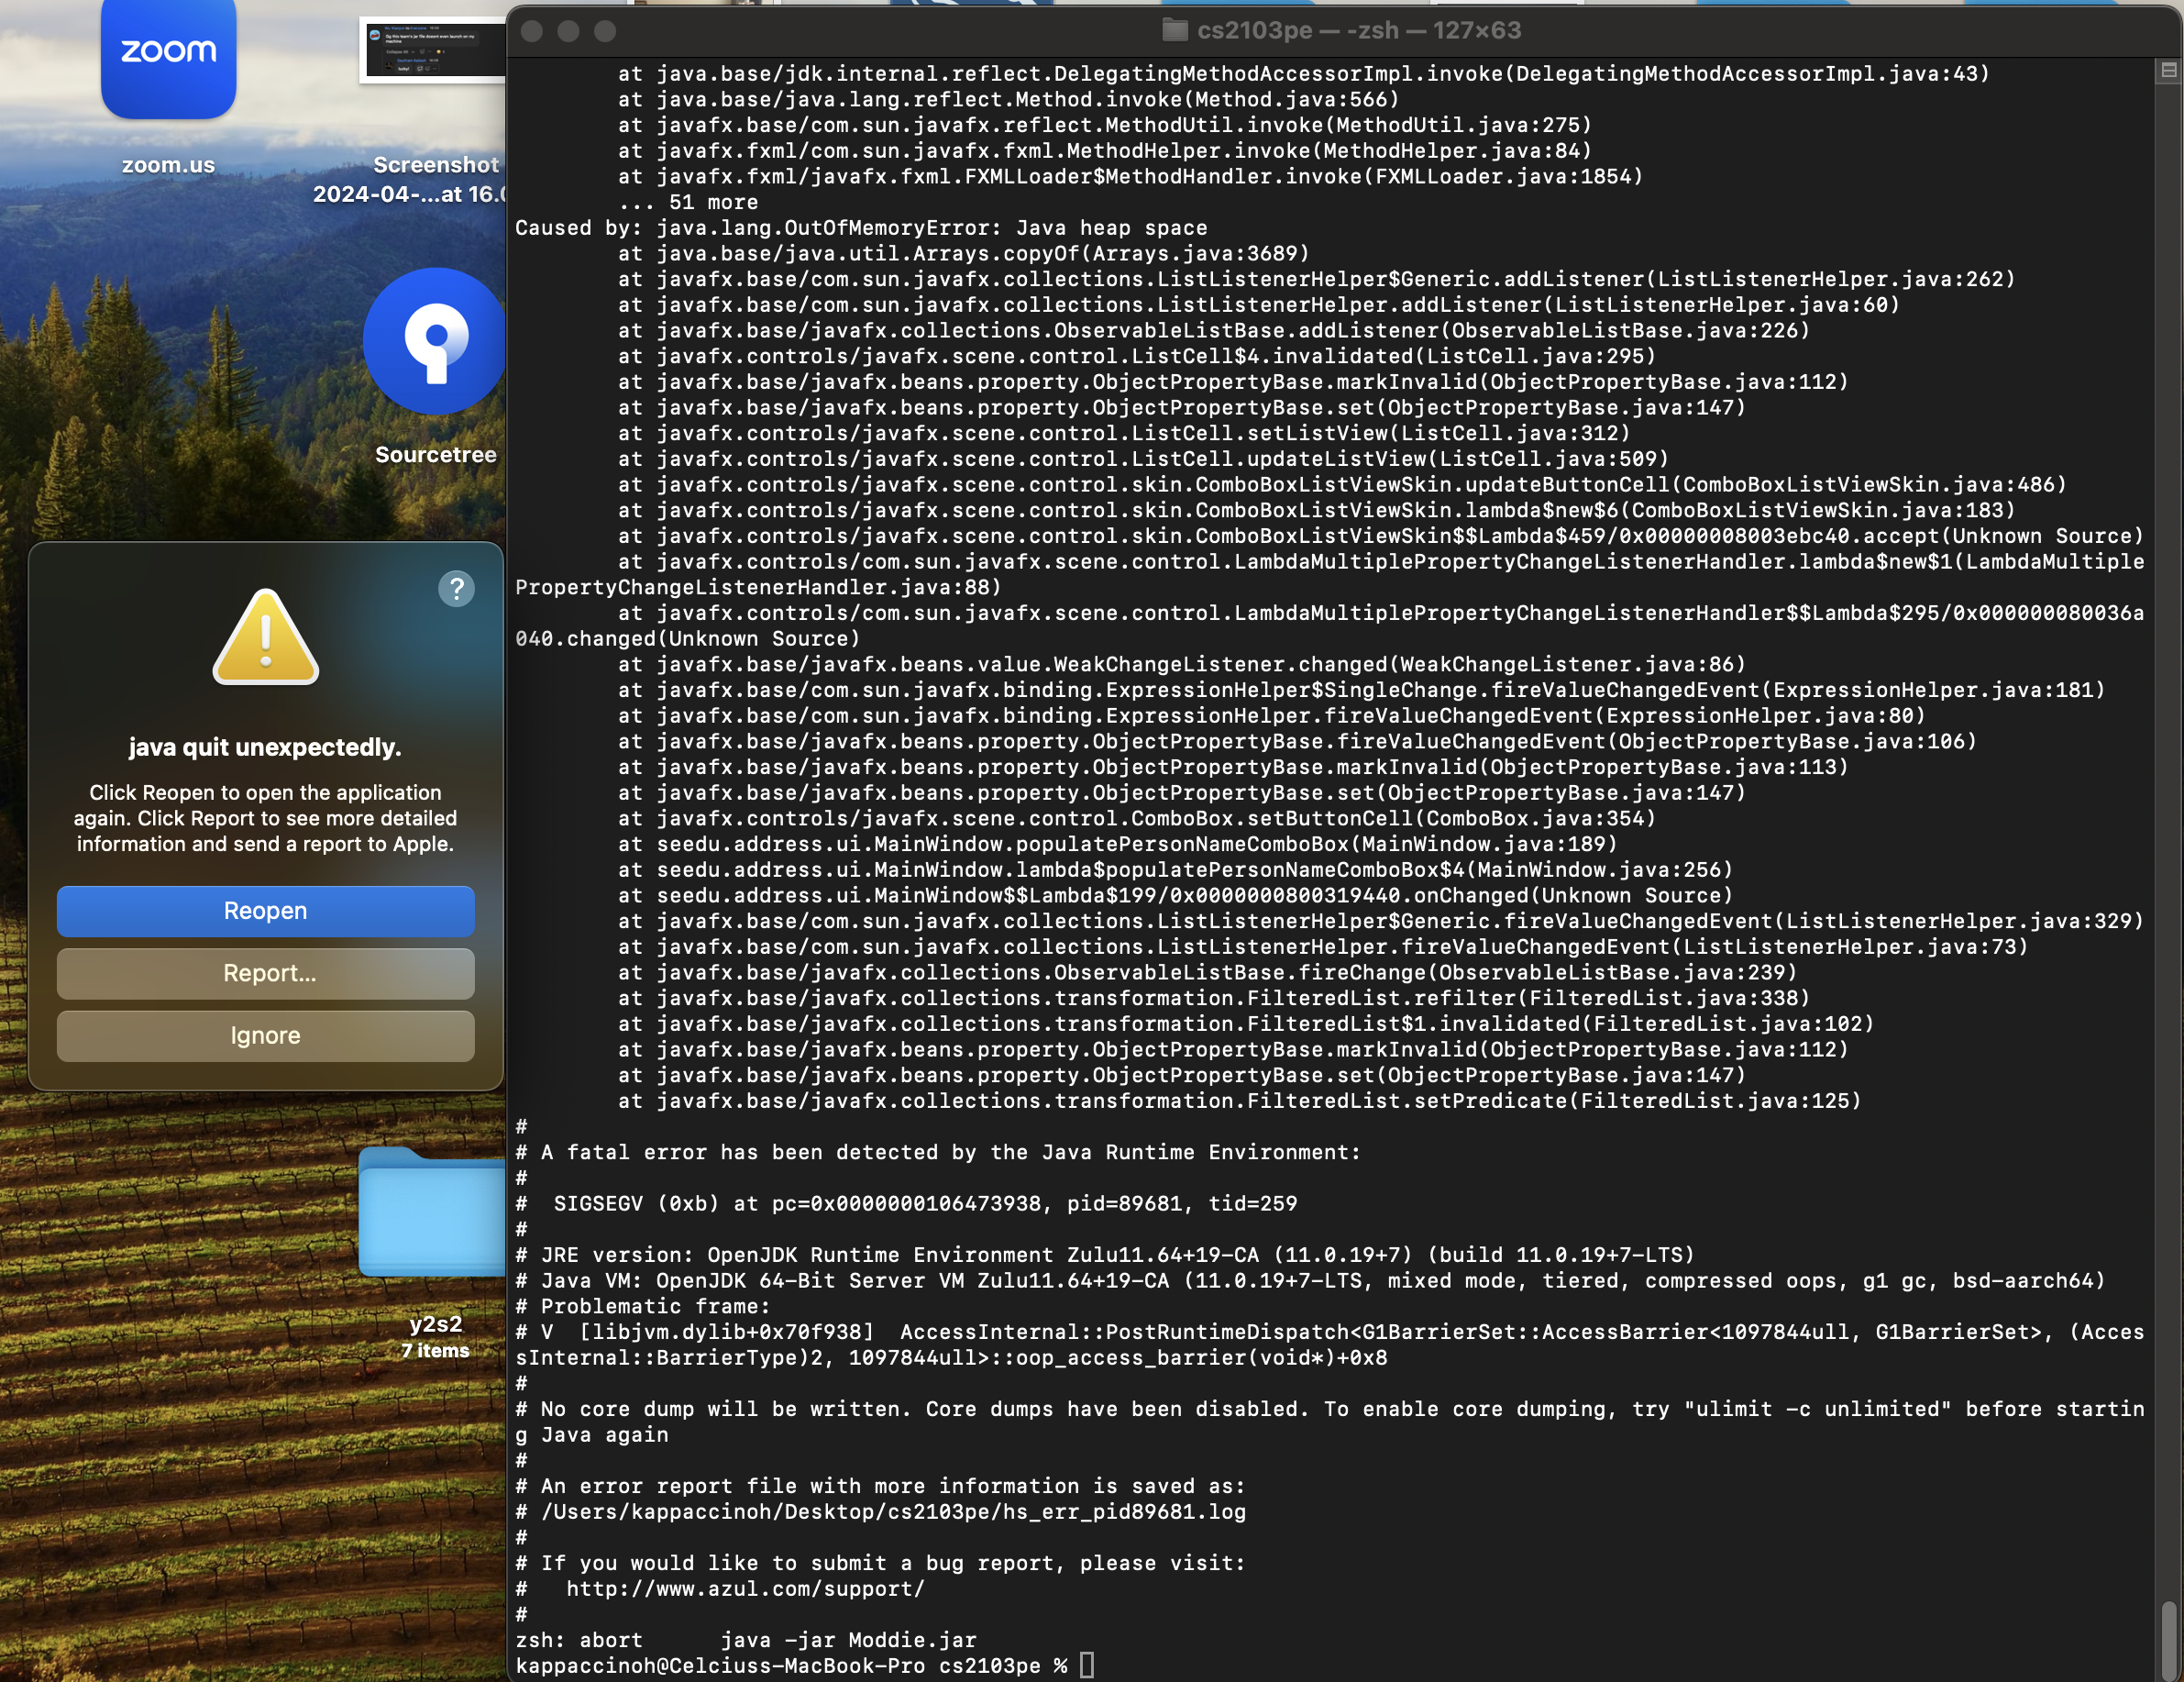 zoom
zoom.us
Screenshot
2024-04-...at 16.0
Sourcetree
?
java quit unexpectedly.
Click Reopen to open the application
again. Click Report to see more detailed
information and send a report to Apple.
Reopen
Report...
Ignore
y2s2
7 items
cs2103pe — -zsh — 127×63
at java.base/jdk.internal.reflect.DelegatingMethodAccessorImpl.invoke(DelegatingMethodAccessorImpl.java:43)
at java.base/java.lang.reflect.Method.invoke(Method.java:566)
at javafx.base/com.sun.javafx.reflect.MethodUtil.invoke(MethodUtil.java:275)
at javafx.fxml/com.sun.javafx.fxml.MethodHelper.invoke(MethodHelper.java:84)
at javafx.fxml/javafx.fxml.FXMLLoader$MethodHandler.invoke(FXMLLoader.java:1854)
... 51 more
Caused by: java.lang.OutOfMemoryError: Java heap space
at java.base/java.util.Arrays.copyOf(Arrays.java:3689)
at javafx.base/com.sun.javafx.collections.ListListenerHelper$Generic.addListener(ListListenerHelper.java:262)
at javafx.base/com.sun.javafx.collections.ListListenerHelper.addListener(ListListenerHelper.java:60)
at javafx.base/javafx.collections.ObservableListBase.addListener(ObservableListBase.java:226)
at javafx.controls/javafx.scene.control.ListCell$4.invalidated(ListCell.java:295)
at javafx.base/javafx.beans.property.ObjectPropertyBase.markInvalid(ObjectPropertyBase.java:112)
at javafx.base/javafx.beans.property.ObjectPropertyBase.set(ObjectPropertyBase.java:147)
at javafx.controls/javafx.scene.control.ListCell.setListView(ListCell.java:312)
at javafx.controls/javafx.scene.control.ListCell.updateListView(ListCell.java:509)
at javafx.controls/javafx.scene.control.skin.ComboBoxListViewSkin.updateButtonCell(ComboBoxListViewSkin.java:486)
at javafx.controls/javafx.scene.control.skin.ComboBoxListViewSkin.lambda$new$6(ComboBoxListViewSkin.java:183)
at javafx.controls/javafx.scene.control.skin.ComboBoxListViewSkin$$Lambda$459/0x00000008003ebc40.accept(Unknown Source)
at javafx.controls/com.sun.javafx.scene.control.LambdaMultiplePropertyChangeListenerHandler.lambda$new$1(LambdaMultiple
PropertyChangeListenerHandler.java:88)
at javafx.controls/com.sun.javafx.scene.control.LambdaMultiplePropertyChangeListenerHandler$$Lambda$295/0x000000080036a
040.changed(Unknown Source)
at javafx.base/javafx.beans.value.WeakChangeListener.changed(WeakChangeListener.java:86)
at javafx.base/com.sun.javafx.binding.ExpressionHelper$SingleChange.fireValueChangedEvent(ExpressionHelper.java:181)
at javafx.base/com.sun.javafx.binding.ExpressionHelper.fireValueChangedEvent(ExpressionHelper.java:80)
at javafx.base/javafx.beans.property.ObjectPropertyBase.fireValueChangedEvent(ObjectPropertyBase.java:106)
at javafx.base/javafx.beans.property.ObjectPropertyBase.markInvalid(ObjectPropertyBase.java:113)
at javafx.base/javafx.beans.property.ObjectPropertyBase.set(ObjectPropertyBase.java:147)
at javafx.controls/javafx.scene.control.ComboBox.setButtonCell(ComboBox.java:354)
at seedu.address.ui.MainWindow.populatePersonNameComboBox(MainWindow.java:189)
at seedu.address.ui.MainWindow.lambda$populatePersonNameComboBox$4(MainWindow.java:256)
at seedu.address.ui.MainWindow$$Lambda$199/0x0000000800319440.onChanged(Unknown Source)
at javafx.base/com.sun.javafx.collections.ListListenerHelper$Generic.fireValueChangedEvent(ListListenerHelper.java:329)
at javafx.base/com.sun.javafx.collections.ListListenerHelper.fireValueChangedEvent(ListListenerHelper.java:73)
at javafx.base/javafx.collections.ObservableListBase.fireChange(ObservableListBase.java:239)
at javafx.base/javafx.collections.transformation.FilteredList.refilter(FilteredList.java:338)
at javafx.base/javafx.collections.transformation.FilteredList$1.invalidated(FilteredList.java:102)
at javafx.base/javafx.beans.property.ObjectPropertyBase.markInvalid(ObjectPropertyBase.java:112)
at javafx.base/javafx.beans.property.ObjectPropertyBase.set(ObjectPropertyBase.java:147)
at javafx.base/javafx.collections.transformation.FilteredList.setPredicate(FilteredList.java:125)
#
# A fatal error has been detected by the Java Runtime Environment:
#
#  SIGSEGV (0xb) at pc=0x0000000106473938, pid=89681, tid=259
#
# JRE version: OpenJDK Runtime Environment Zulu11.64+19-CA (11.0.19+7) (build 11.0.19+7-LTS)
# Java VM: OpenJDK 64-Bit Server VM Zulu11.64+19-CA (11.0.19+7-LTS, mixed mode, tiered, compressed oops, g1 gc, bsd-aarch64)
# Problematic frame:
# V  [libjvm.dylib+0x70f938]  AccessInternal::PostRuntimeDispatch<G1BarrierSet::AccessBarrier<1097844ull, G1BarrierSet>, (Acces
sInternal::BarrierType)2, 1097844ull>::oop_access_barrier(void*)+0x8
#
# No core dump will be written. Core dumps have been disabled. To enable core dumping, try "ulimit -c unlimited" before startin
g Java again
#
# An error report file with more information is saved as:
# /Users/kappaccinoh/Desktop/cs2103pe/hs_err_pid89681.log
#
# If you would like to submit a bug report, please visit:
#   http://www.azul.com/support/
#
zsh: abort      java -jar Moddie.jar
kappaccinoh@Celciuss-MacBook-Pro cs2103pe %